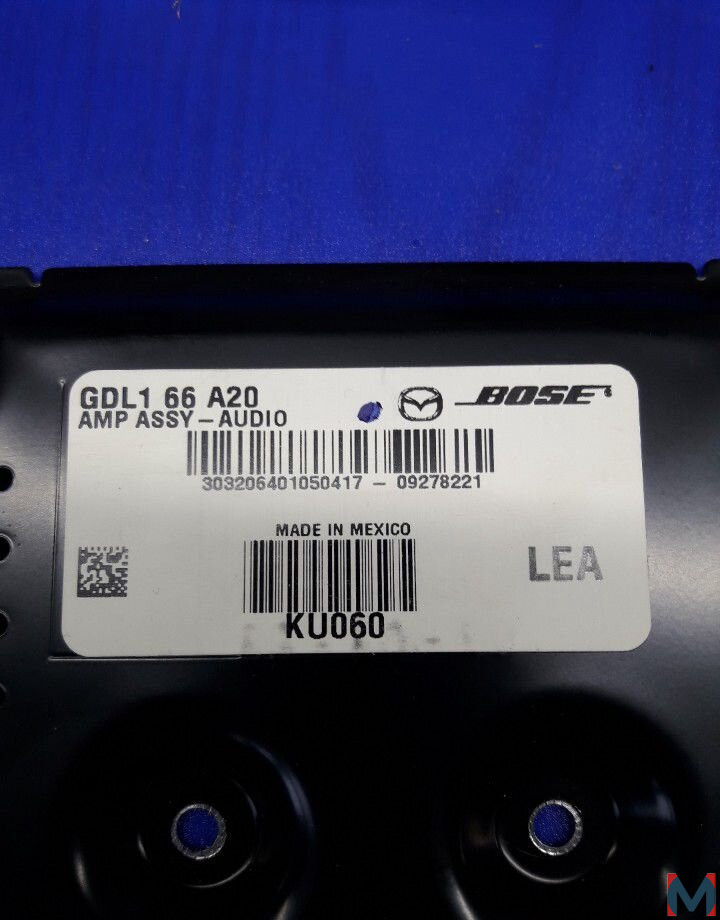 GDL1 66 A20
AMP ASSY – AUDIO
BOSE
303206401050417 – 09278221
MADE IN MEXICO
LEA
KU060
M